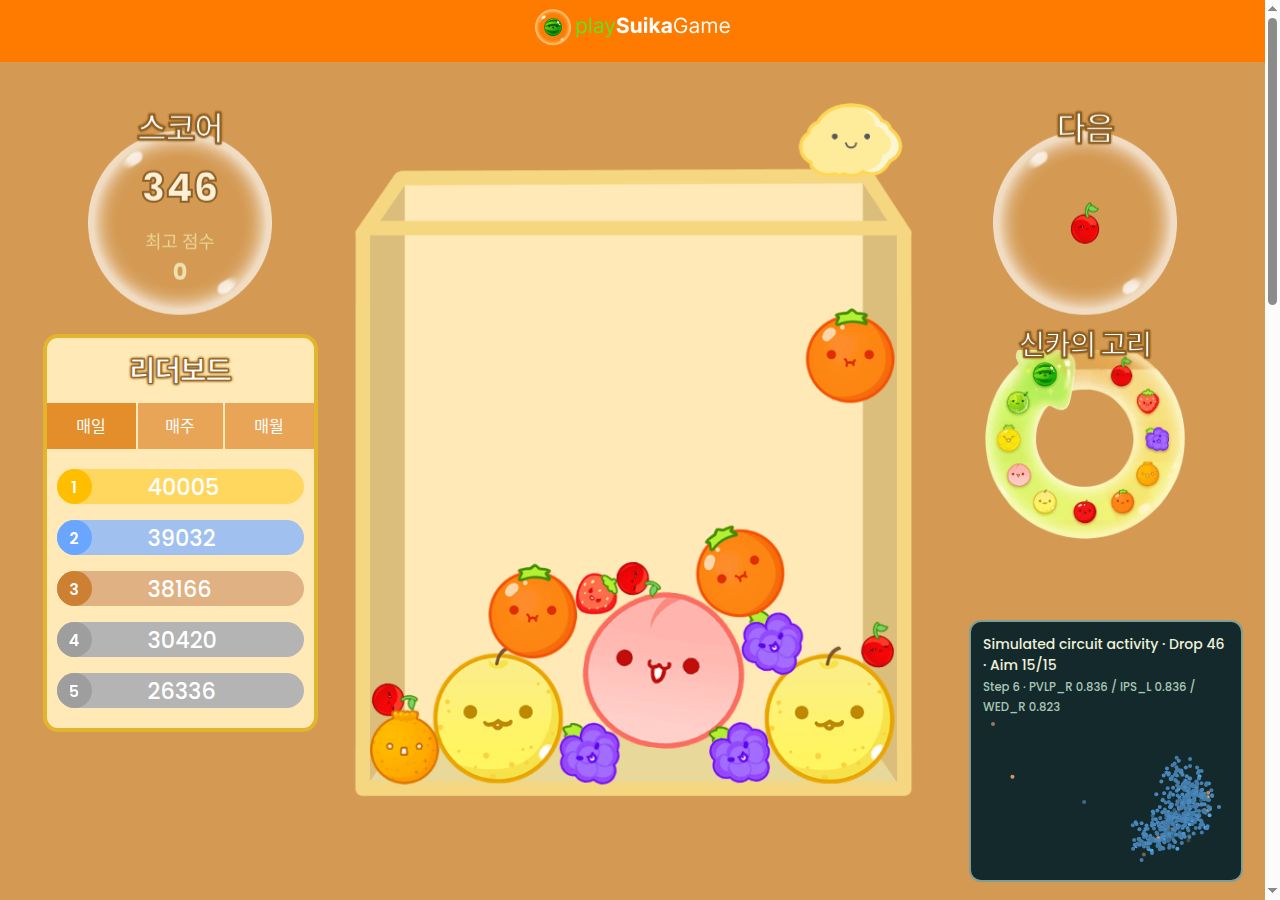 playSuikaGame
스코어
346
최고 점수
0
다음
신카의 고리
리더보드
매일 매주 매월
1 40005
2 39032
3 38166
4 30420
5 26336
Simulated circuit activity · Drop 46
· Aim 15/15
Step 6 · PVLP_R 0.836 / IPS_L 0.836 /
WED_R 0.823